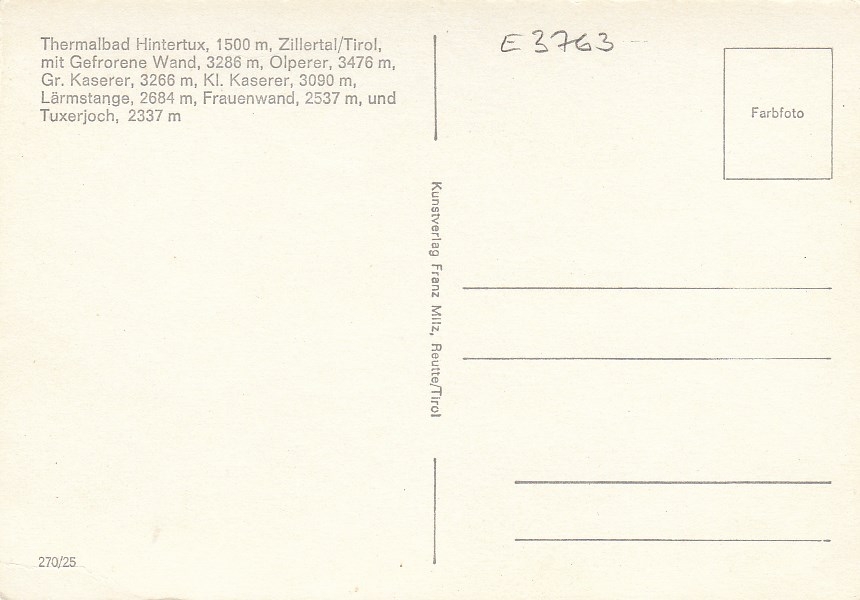 Thermalbad Hintertux, 1500 m, Zillertal/Tirol,
mit Gefrorene Wand, 3286 m, Olperer, 3476 m,
Gr. Kaserer, 3266 m, Kl. Kaserer, 3090 m,
Lärmstange, 2684 m, Frauenwand, 2537 m, und
Tuxerjoch, 2337 m
E 3763
Farbfoto
Kunstverlag Franz Milz, Reutte/Tirol
270/25